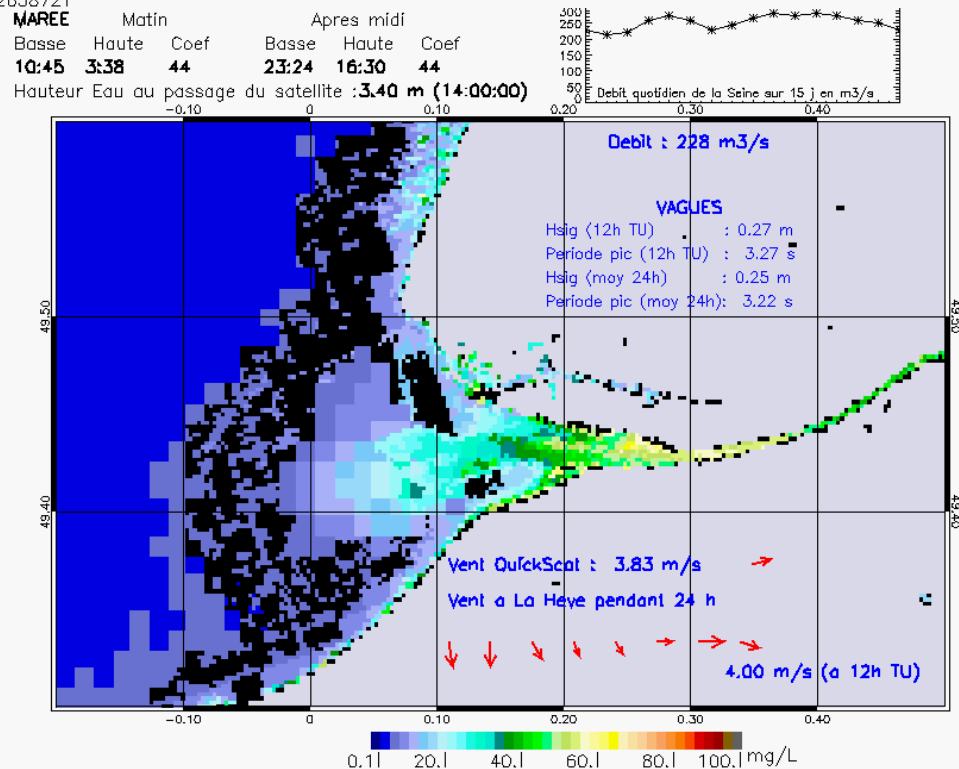 MAREE Matin Apres midi
Basse Haute Coef Basse Haute Coef
10:45 3:38 44 23:24 16:30 44
Hauteur Eau au passage du satellite : 3.40 m (14:00:00)
300
250
200
150
100
50
0
Debit quotidien de la Seine sur 15 j en m3/s
-0.10 0 0.10 0.20 0.30 0.40
Debit : 228 m3/s
VAGUES
Hsig (12h TU) : 0.27 m
Periode pic (12h TU) : 3.27 s
Hsig (moy 24h) : 0.25 m
Periode pic (moy 24h): 3.22 s
49.50 49.50
49.40 49.40
Vent QuickScat : 3.83 m/s
Vent a La Heve pendant 24 h
4.00 m/s (a 12h TU)
-0.10 0 0.10 0.20 0.30 0.40
0.1| 20.| 40.| 60.| 80.| 100.| mg/L